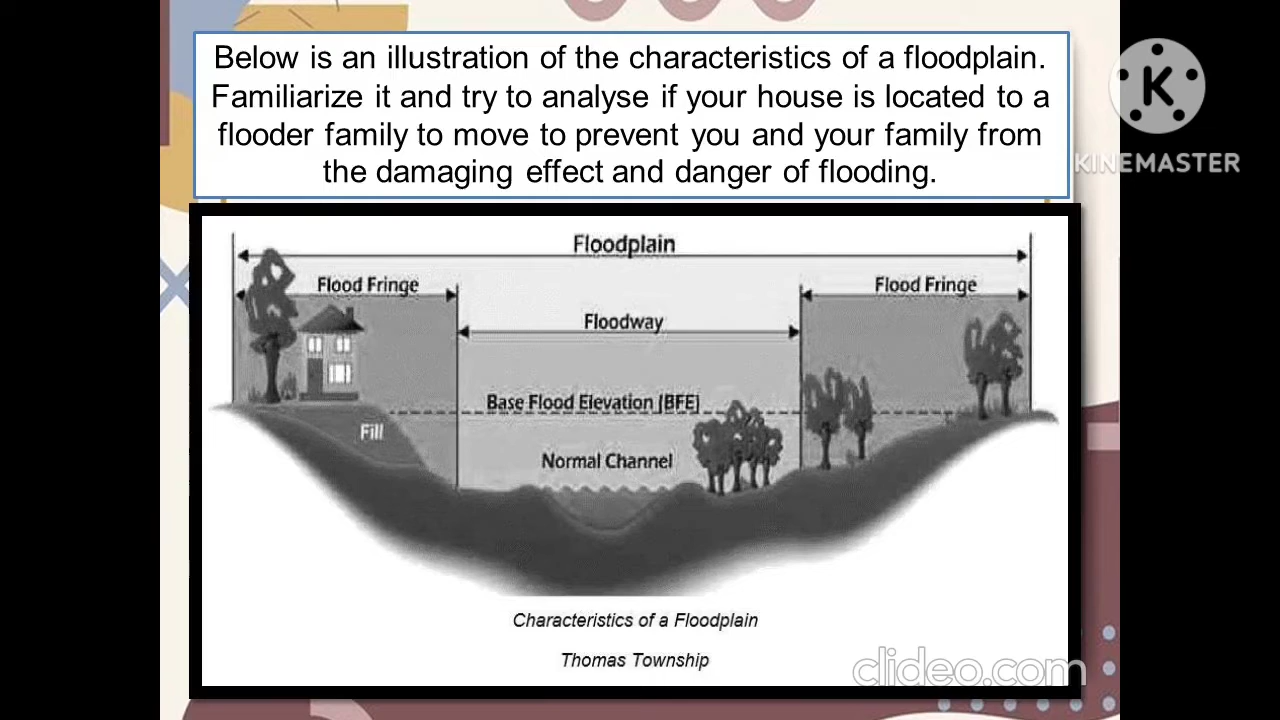 Below is an illustration of the characteristics of a floodplain.
Familiarize it and try to analyse if your house is located to a
flooder family to move to prevent you and your family from
the damaging effect and danger of flooding.
K
KINEMASTER
Floodplain
Flood Fringe
Flood Fringe
Floodway
Base Flood Elevation (BFE)
Fill
Normal Channel
Characteristics of a Floodplain
Thomas Township
clideo.com